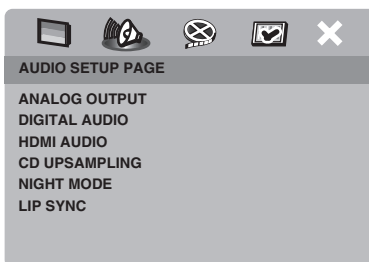 AUDIO SETUP PAGE
ANALOG OUTPUT
DIGITAL AUDIO
HDMI AUDIO
CD UPSAMPLING
NIGHT MODE
LIP SYNC